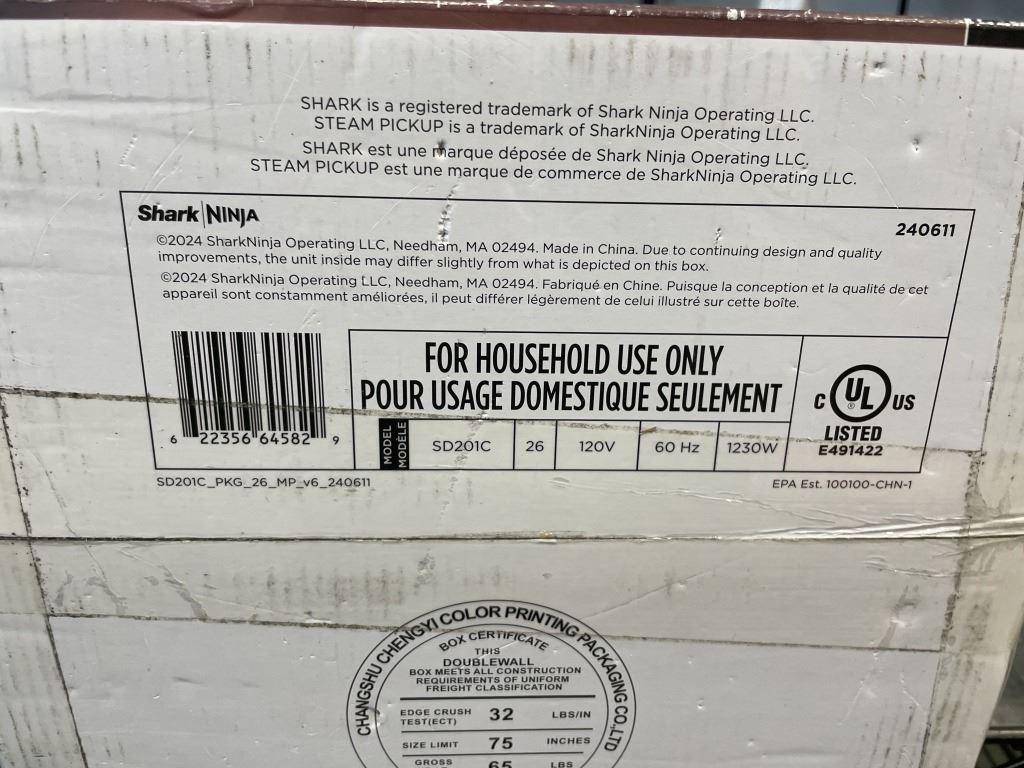 SHARK is a registered trademark of Shark Ninja Operating LLC.
STEAM PICKUP is a trademark of SharkNinja Operating LLC.
SHARK est une marque déposée de Shark Ninja Operating LLC.
STEAM PICKUP est une marque de commerce de SharkNinja Operating LLC.
Shark|NINJA
240611
©2024 SharkNinja Operating LLC, Needham, MA 02494. Made in China. Due to continuing design and quality
improvements, the unit inside may differ slightly from what is depicted on this box.
©2024 SharkNinja Operating LLC, Needham, MA 02494. Fabriqué en Chine. Puisque la conception et la qualité de cet
appareil sont constamment améliorées, il peut différer légèrement de celui illustré sur cette boîte.
6 22356 64582 9
FOR HOUSEHOLD USE ONLY
POUR USAGE DOMESTIQUE SEULEMENT
MODEL
MODÈLE
SD201C 26 120V 60 Hz 1230W
C UL ® US
LISTED
E491422
SD201C_PKG_26_MP_v6_240611
EPA Est. 100100-CHN-1
CHANGSHU CHENGYI COLOR PRINTING PACKAGING CO.,LTD
BOX CERTIFICATE
THIS
DOUBLEWALL
BOX MEETS ALL CONSTRUCTION
REQUIREMENTS OF UNIFORM
FREIGHT CLASSIFICATION
EDGE CRUSH
TEST(ECT) 32 LBS/IN
SIZE LIMIT 75 INCHES
GROSS 65 LBS